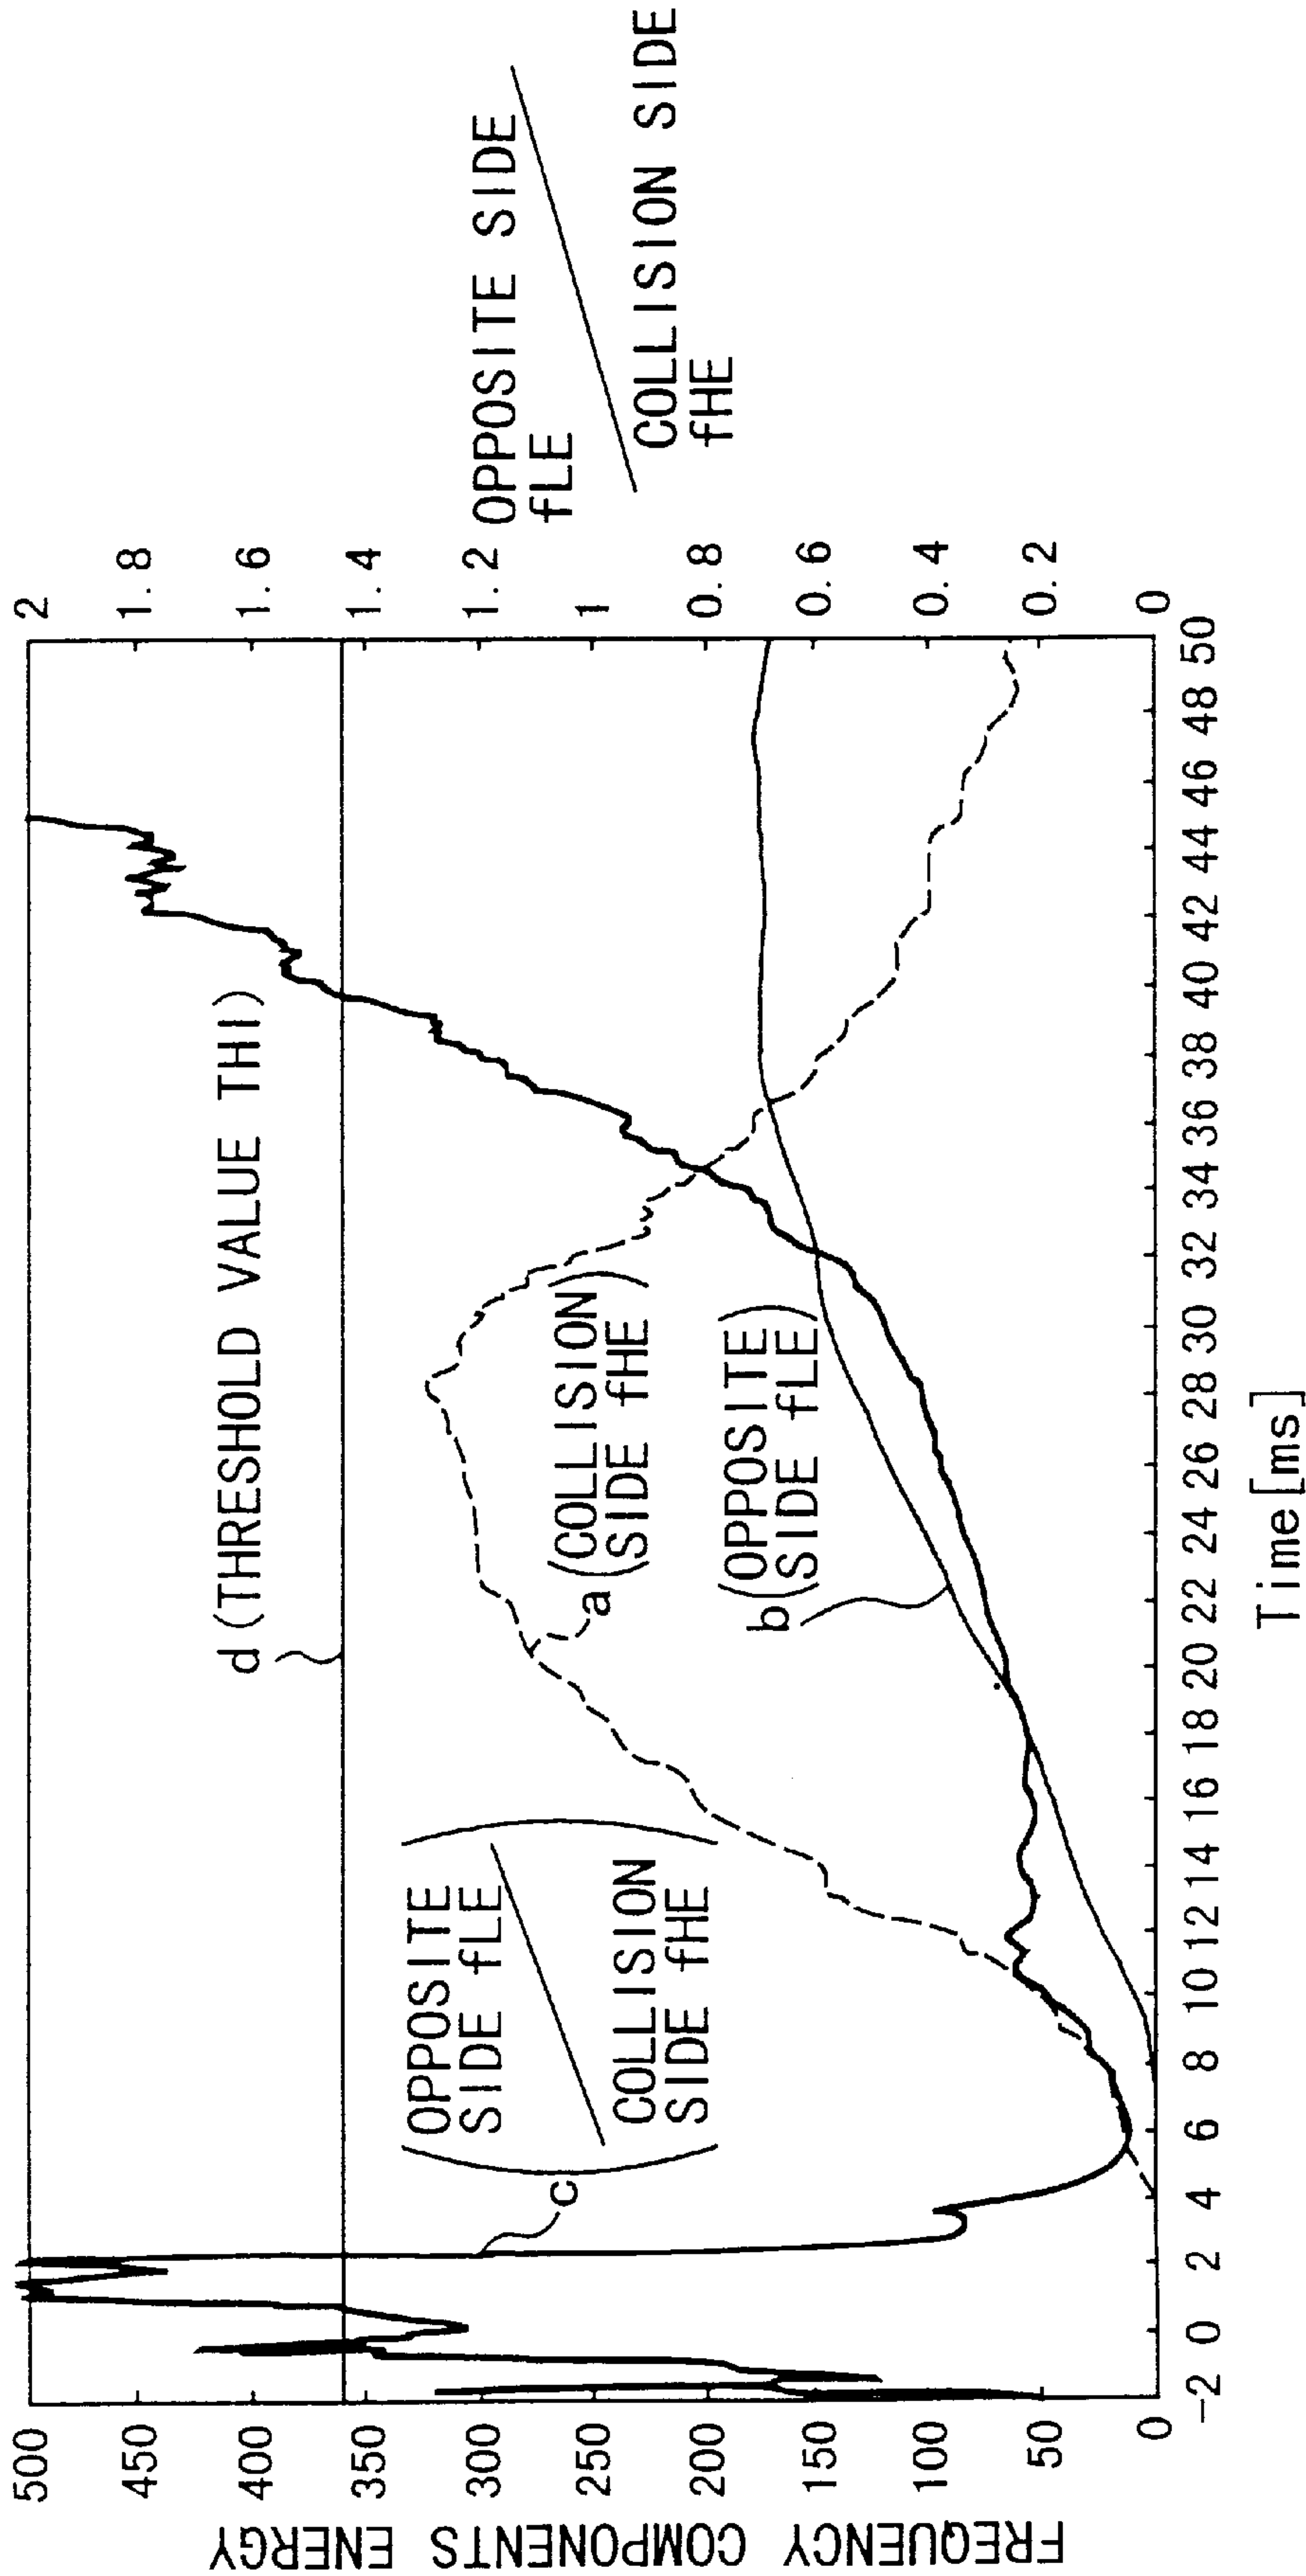 FREQUENCY COMPONENTS ENERGY
500
450
400
350
300
250
200
150
100
50
0
d (THRESHOLD VALUE THI)
(OPPOSITE
SIDE fLE
COLLISION
SIDE fHE)
c
a (COLLISION
SIDE fHE)
b (OPPOSITE
SIDE fLE)
2
1.8
1.6
1.4
1.2
1
0.8
0.6
0.4
0.2
0
OPPOSITE SIDE
fLE
COLLISION SIDE
fHE
-2 0 2 4 6 8 10 12 14 16 18 20 22 24 26 28 30 32 34 36 38 40 42 44 46 48 50
Time[ms]